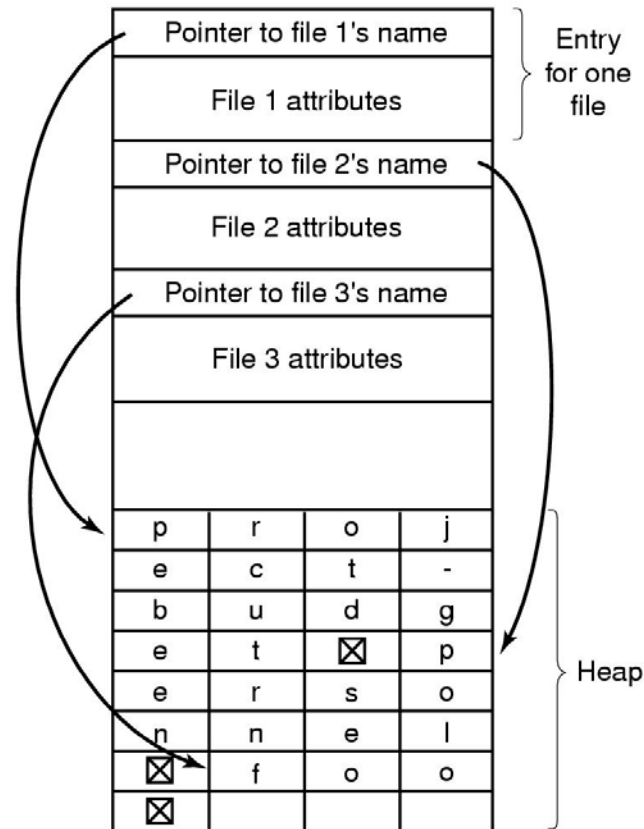 Pointer to file 1's name
Entry
for one
file
File 1 attributes
Pointer to file 2's name
File 2 attributes
Pointer to file 3's name
File 3 attributes
p r o j
e c t -
b u d g
e t ☒ p
e r s o
n n e l
☒ f o o
☒
Heap